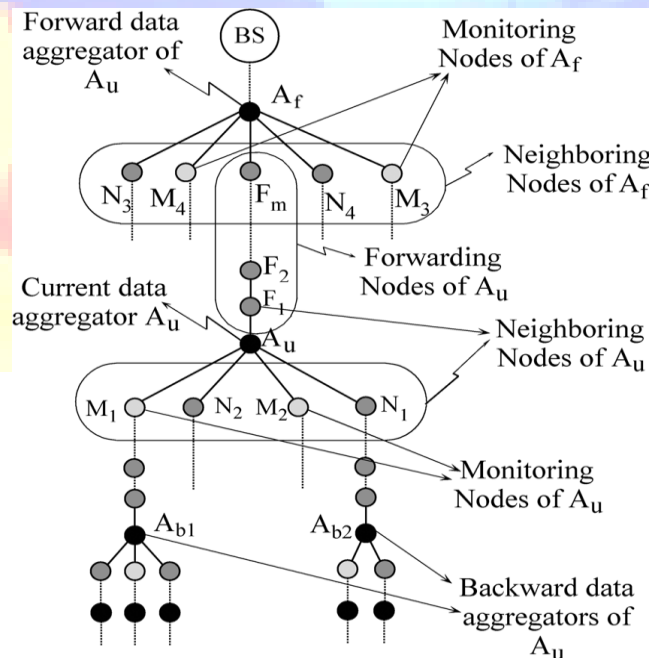 Forward data
aggregator of
Au
BS
Monitoring
Nodes of Af
Af
Neighboring
Nodes of Af
N3
M4
Fm
N4
M3
Forwarding
Nodes of Au
F2
F1
Current data
aggregator Au
Au
Neighboring
Nodes of Au
M1
N2
M2
N1
Monitoring
Nodes of Au
Ab1
Ab2
Backward data
aggregators of
Au